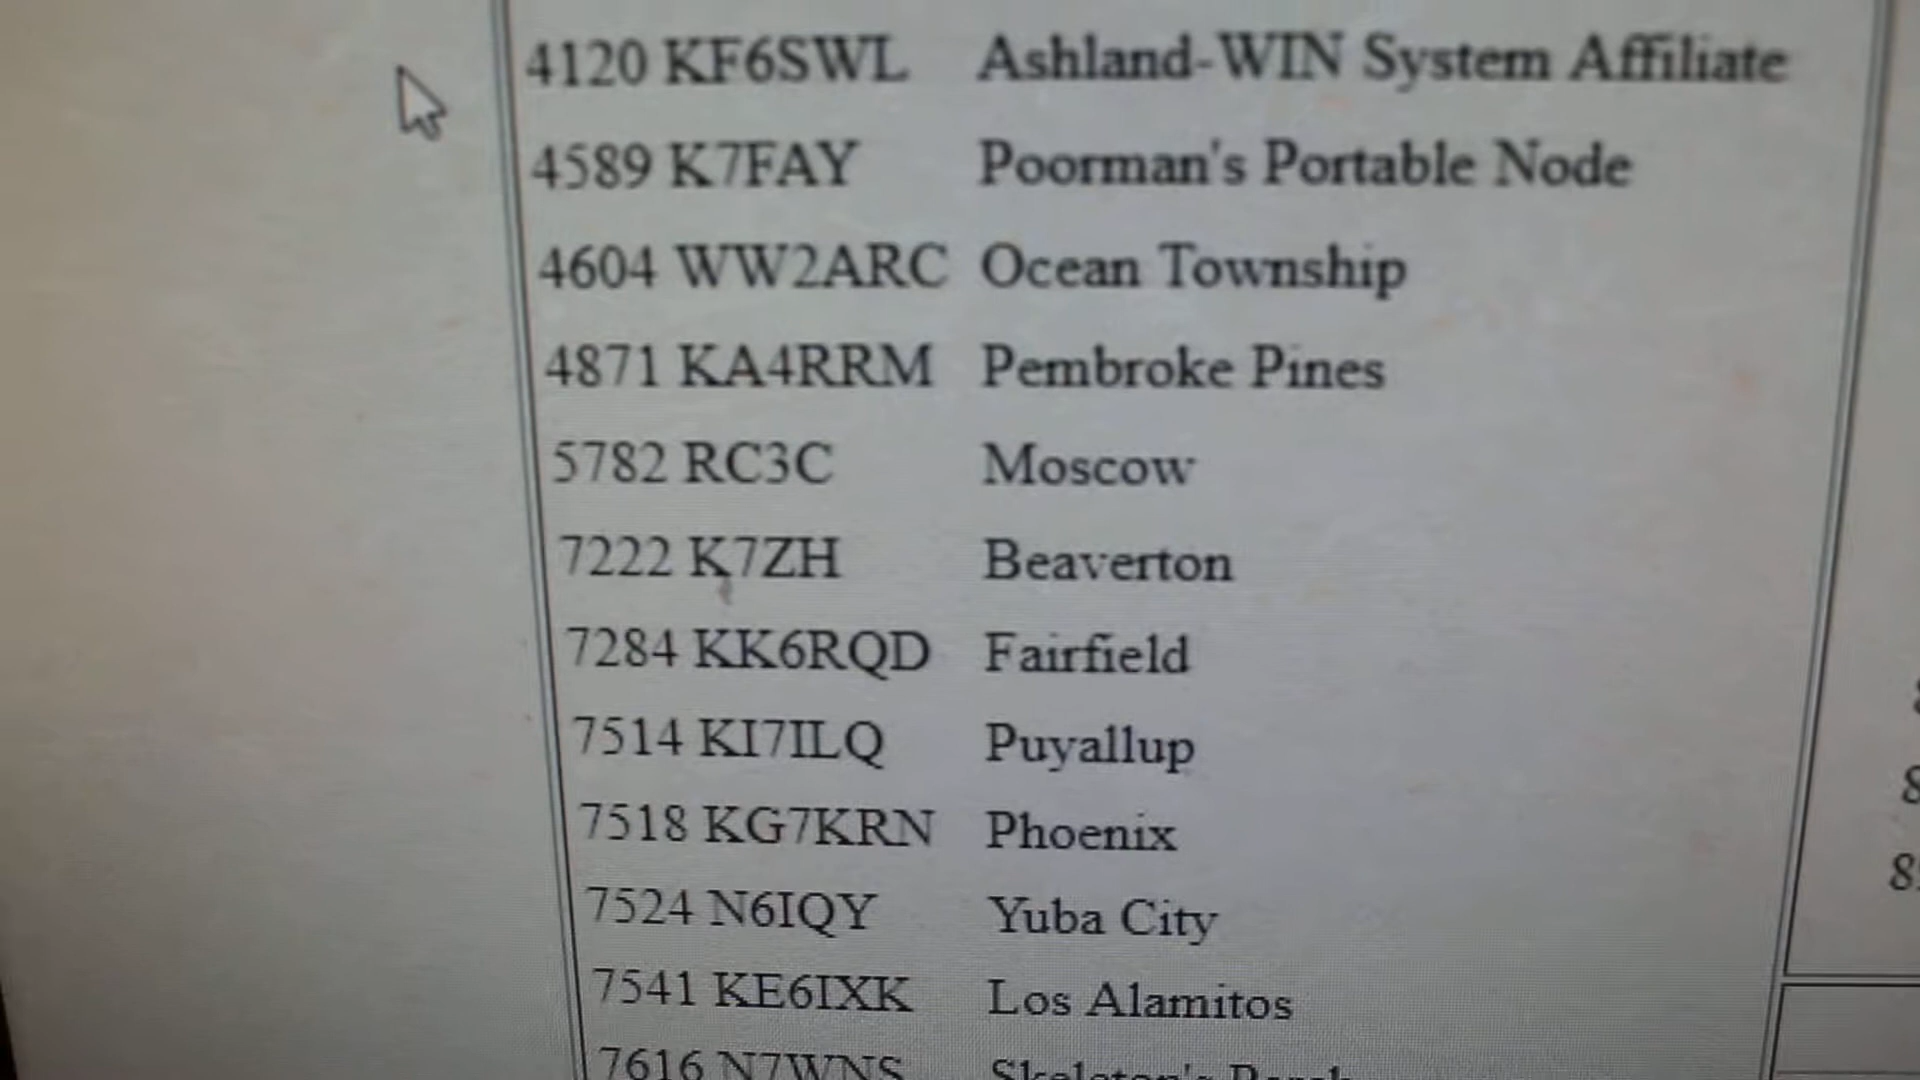 4120 KF6SWL Ashland-WIN System Affiliate
4589 K7FAY Poorman's Portable Node
4604 WW2ARC Ocean Township
4871 KA4RRM Pembroke Pines
5782 RC3C Moscow
7222 K7ZH Beaverton
7284 KK6RQD Fairfield
7514 KI7ILQ Puyallup
7518 KG7KRN Phoenix
7524 N6IQY Yuba City
7541 KE6IXK Los Alamitos
7616 N7WNS